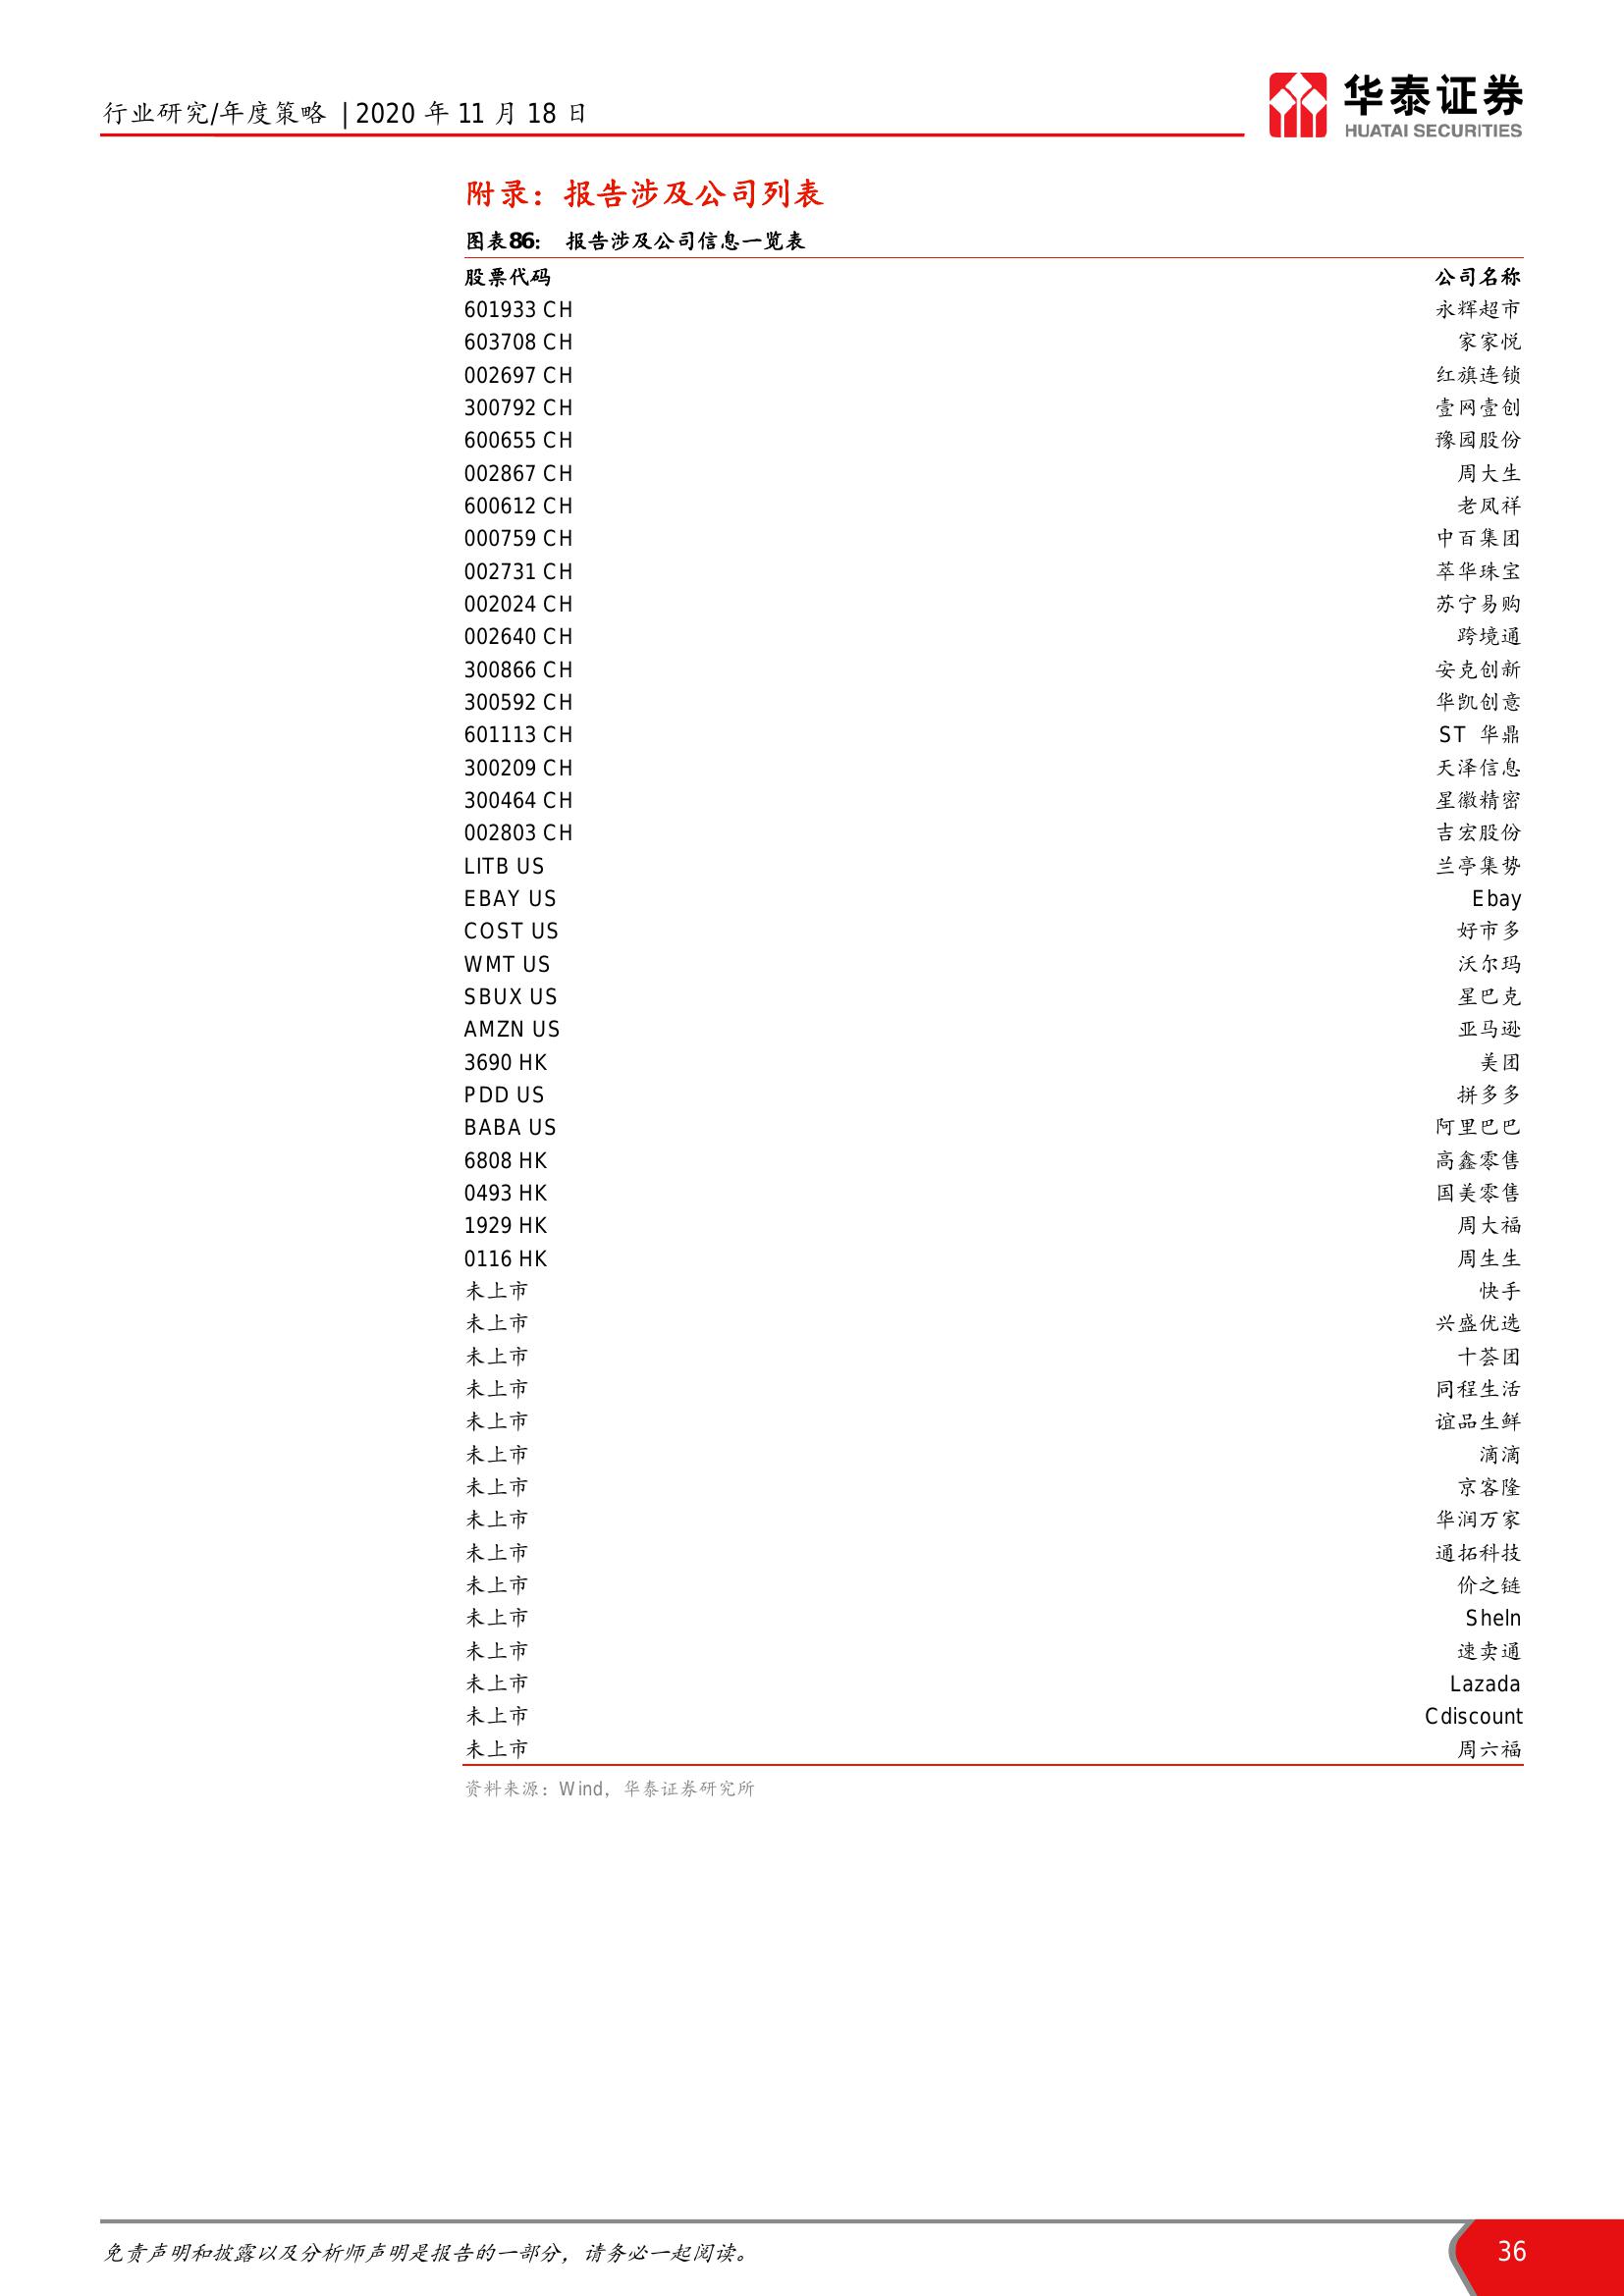 行业研究/年度策略 | 2020 年 11 月 18 日
华泰证券
HUATAI SECURITIES
附录：报告涉及公司列表
图表86： 报告涉及公司信息一览表
股票代码 公司名称
601933 CH 永辉超市
603708 CH 家家悦
002697 CH 红旗连锁
300792 CH 壹网壹创
600655 CH 豫园股份
002867 CH 周大生
600612 CH 老凤祥
000759 CH 中百集团
002731 CH 萃华珠宝
002024 CH 苏宁易购
002640 CH 跨境通
300866 CH 安克创新
300592 CH 华凯创意
601113 CH ST 华鼎
300209 CH 天泽信息
300464 CH 星徽精密
002803 CH 吉宏股份
LITB US 兰亭集势
EBAY US Ebay
COST US 好市多
WMT US 沃尔玛
SBUX US 星巴克
AMZN US 亚马逊
3690 HK 美团
PDD US 拼多多
BABA US 阿里巴巴
6808 HK 高鑫零售
0493 HK 国美零售
1929 HK 周大福
0116 HK 周生生
未上市 快手
未上市 兴盛优选
未上市 十荟团
未上市 同程生活
未上市 谊品生鲜
未上市 滴滴
未上市 京客隆
未上市 华润万家
未上市 通拓科技
未上市 价之链
未上市 SheIn
未上市 速卖通
未上市 Lazada
未上市 Cdiscount
未上市 周六福
资料来源：Wind，华泰证券研究所
免责声明和披露以及分析师声明是报告的一部分，请务必一起阅读。 36